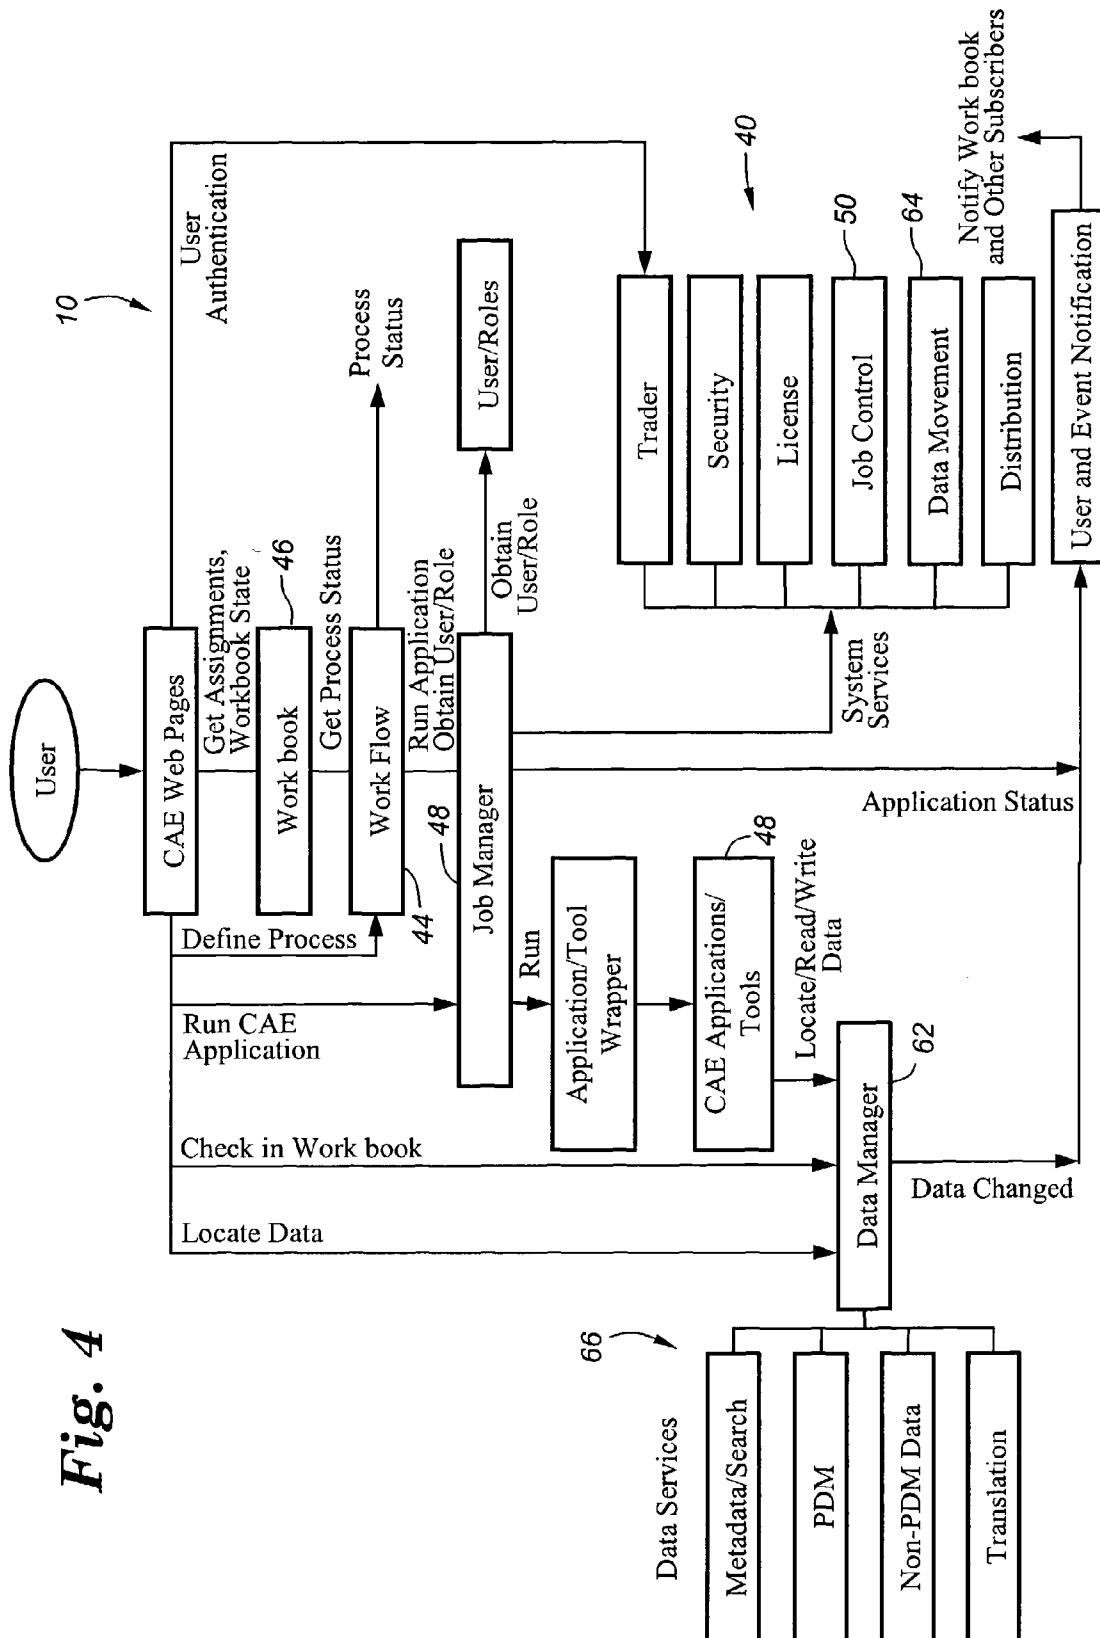 Fig. 4
10
User
CAE Web Pages
User
Authentication
Get Assignments,
Workbook State
Work book
46
Get Process Status
Define Process
Work Flow
44
Process
Status
Run CAE
Application
Run Application
Obtain User/Role
48
Job Manager
Obtain
User/Role
User/Roles
Check in Work book
Locate Data
Run
Application/Tool
Wrapper
CAE Applications/
Tools
48
Locate/Read/Write
Data
System
Services
40
Trader
Security
License
Job Control
50
Data Movement
64
Distribution
Application Status
Data Services
66
Metadata/Search
PDM
Non-PDM Data
Translation
Data Manager
62
Data Changed
User and Event Notification
Notify Work book
and Other Subscribers